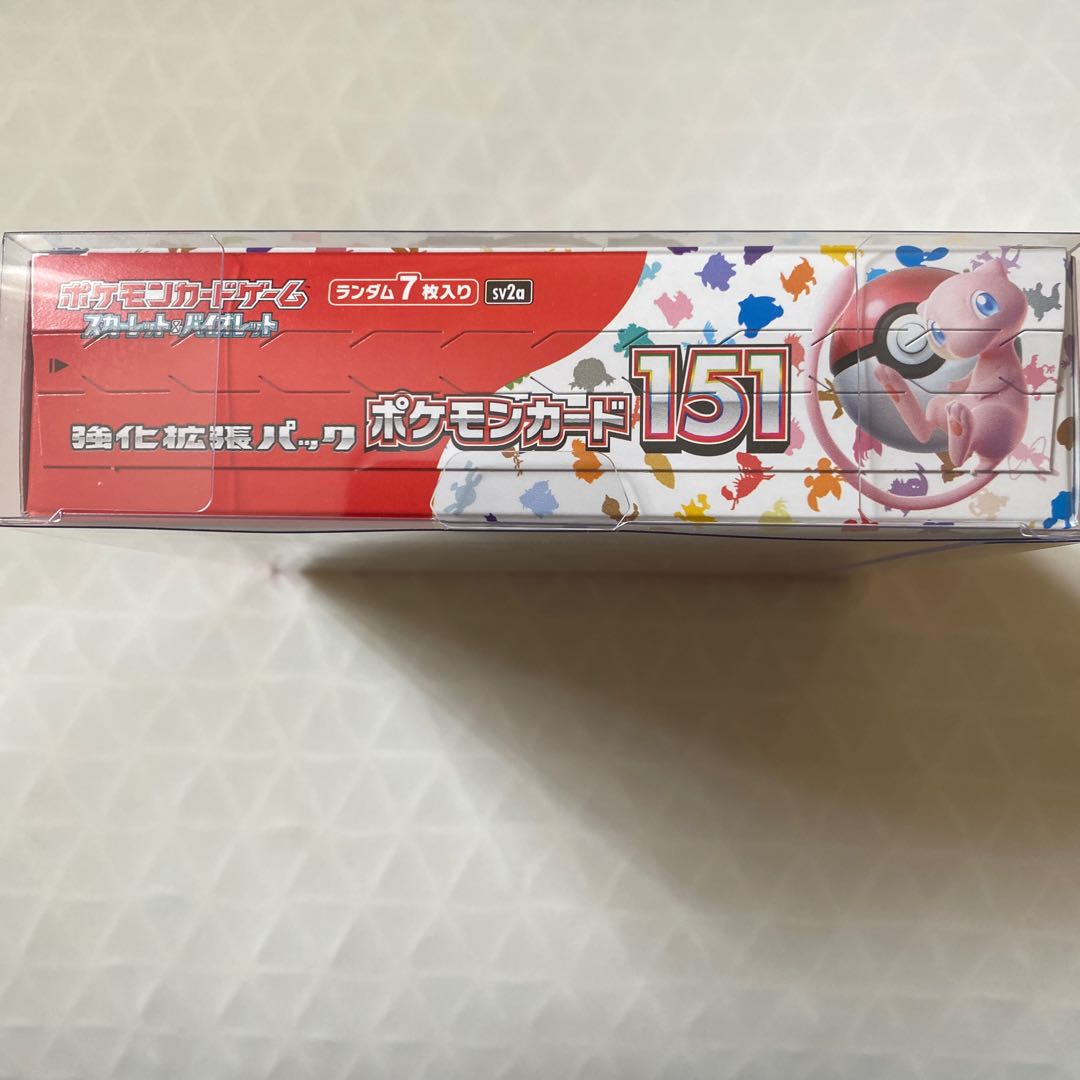 ポケモンカードゲーム
スカーレット&バイオレット
ランダム7枚入り sv2a
強化拡張パック ポケモンカード151